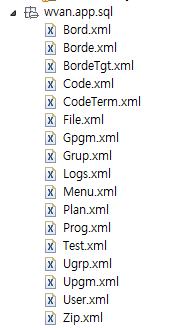 wvan.app.sql
Bord.xml
Borde.xml
BordeTgt.xml
Code.xml
CodeTerm.xml
File.xml
Gpgm.xml
Grup.xml
Logs.xml
Menu.xml
Plan.xml
Prog.xml
Test.xml
Ugrp.xml
Upgm.xml
User.xml
Zip.xml